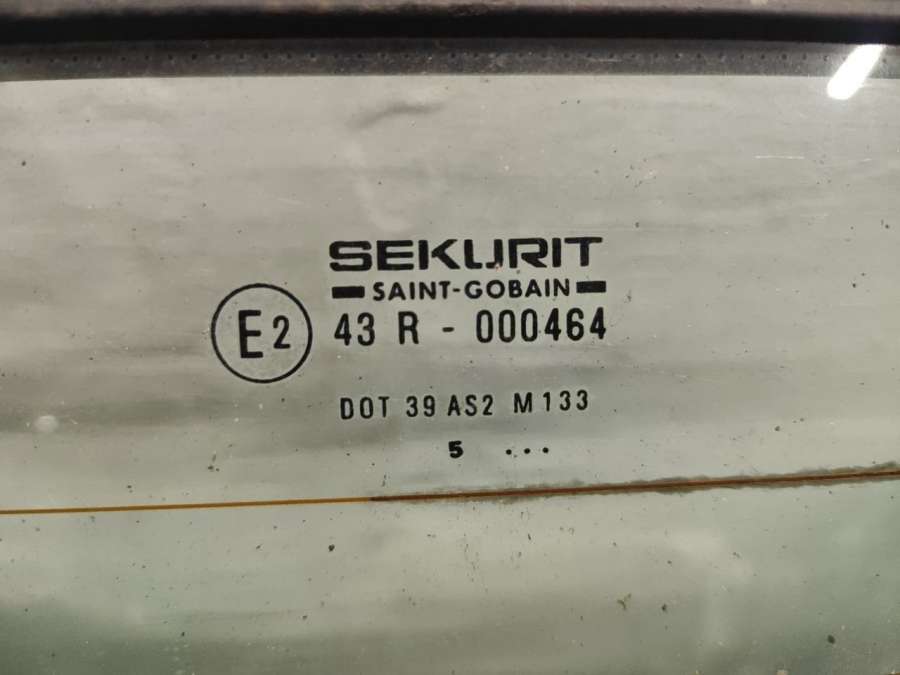 SEKURIT
SAINT-GOBAIN
E2 43 R - 000464
DOT 39 AS2 M133
5 ...